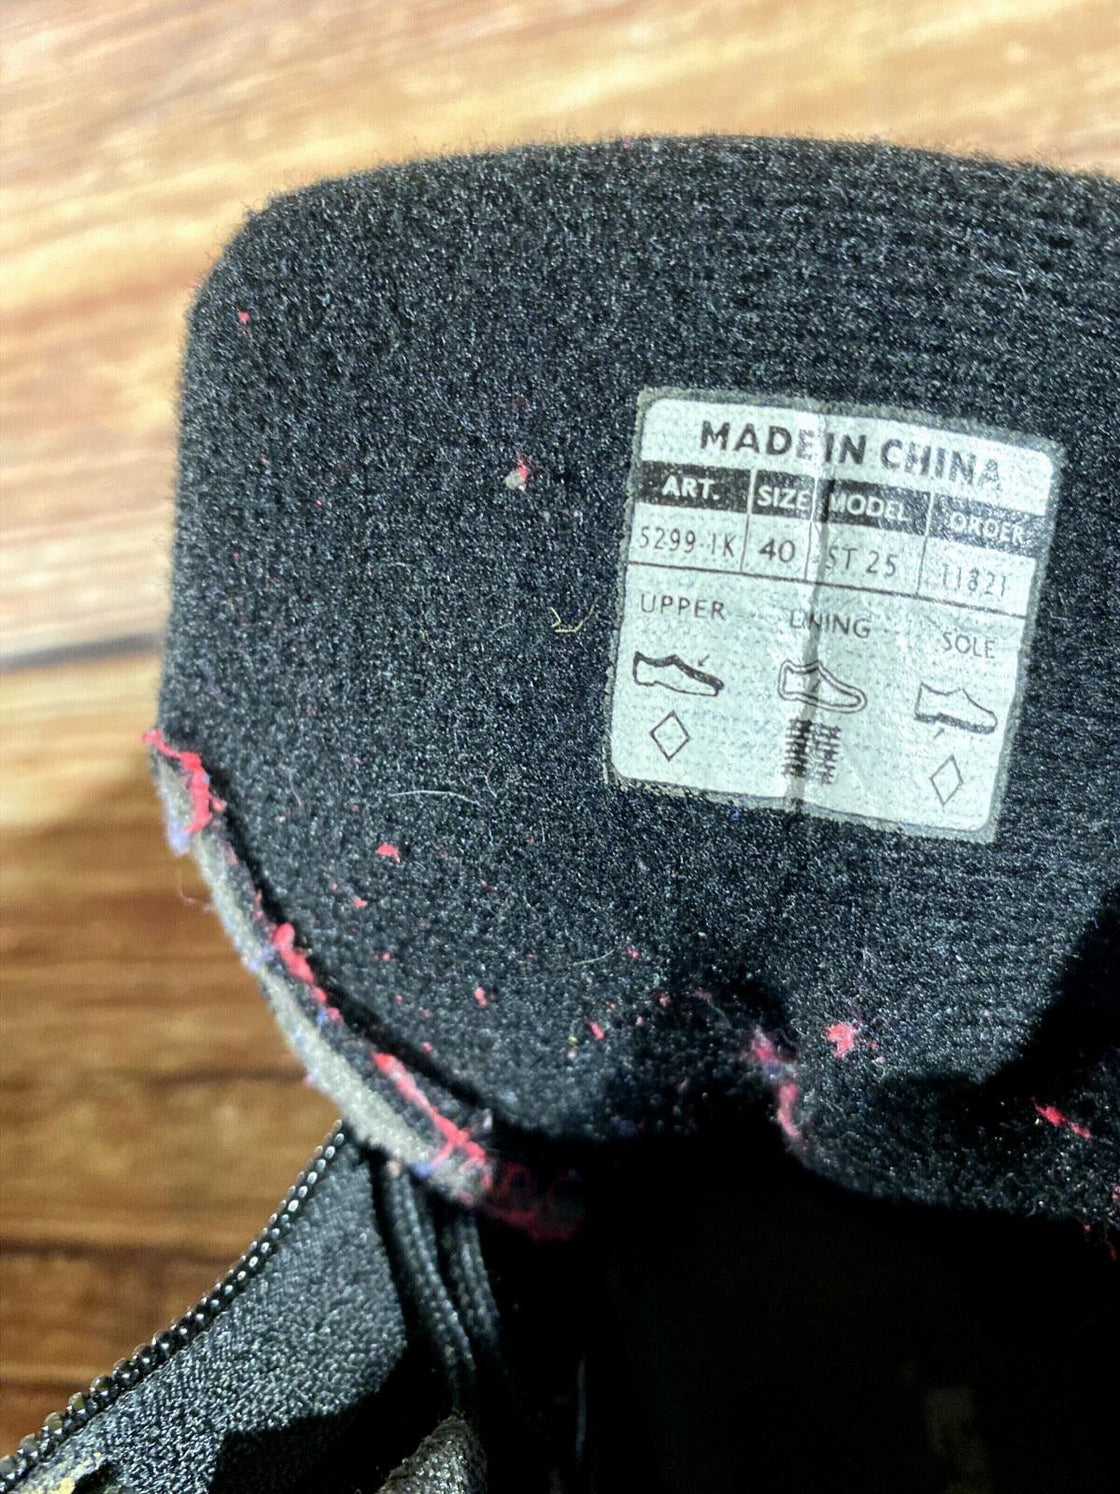 MADE IN CHINA
ART. SIZE MODEL ORDER
5299-1K 40 ST 25 11821
UPPER LINING SOLE